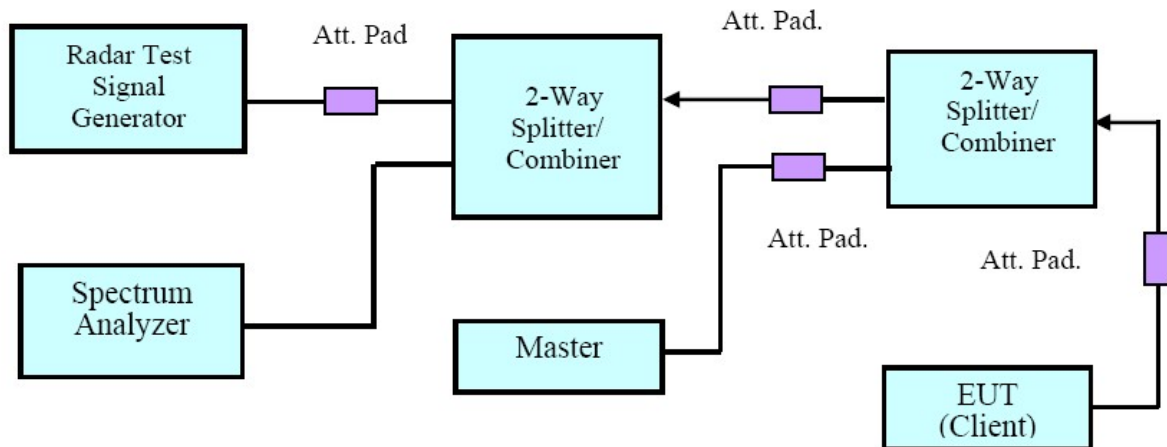 Radar Test
Signal
Generator
Att. Pad
2-Way
Splitter/
Combiner
Att. Pad.
2-Way
Splitter/
Combiner
Att. Pad.
Att. Pad.
Spectrum
Analyzer
Master
EUT
(Client)